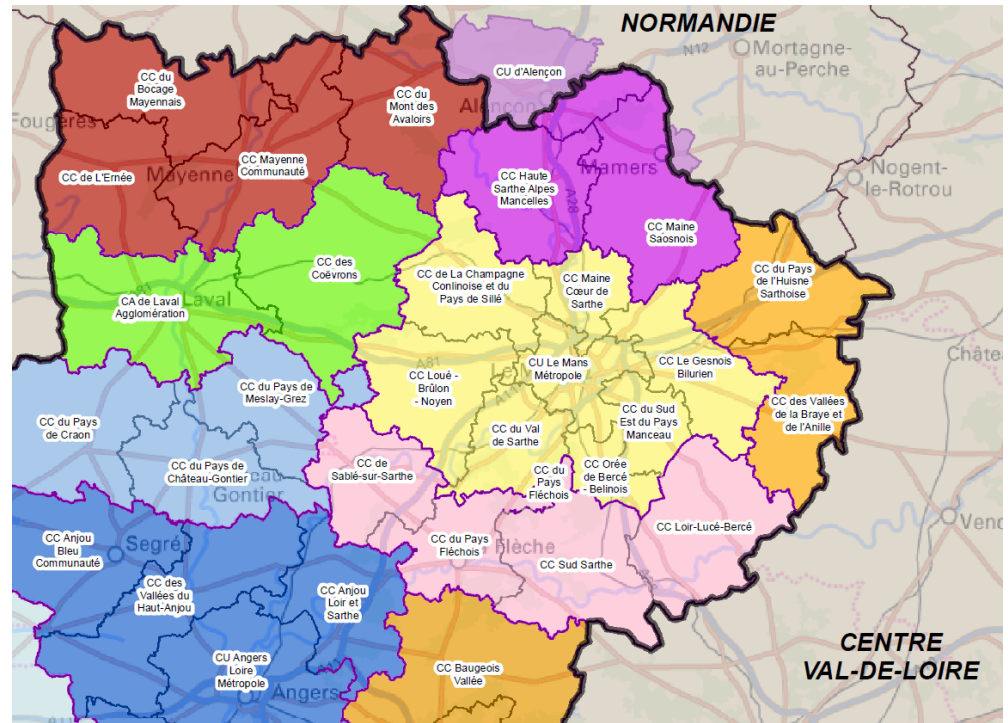 NORMANDIE
N12
Mortagne-
au-Perche
CU d'Alençon
Alençon
CC du
Bocage
Mayennais
CC du
Mont des
Avaloirs
Fougères
CC de L'Ernée
Mayenne
CC Mayenne
Communauté
CC Haute
Sarthe Alpes
Mancelles
A28
Mamers
Nogent-
le-Rotrou
CC Maine
Saosnois
CC des
Coëvrons
CC de La Champagne
Conlinoise et du
Pays de Sillé
CC Maine
Cœur de
Sarthe
CC du Pays
de l'Huisne
Sarthoise
CA de Laval
Agglomération
Laval
A81
CC Loué -
Brûlon
- Noyen
CU Le Mans
Métropole
CC Le Gesnois
Bilurien
CC du Pays de
Meslay-Grez
CC du Pays
de Craon
CC du Val
de Sarthe
CC du Sud
Est du Pays
Manceau
CC des Vallées
de la Braye et
de l'Anille
CC du Pays de
Château-Gontier
Gontier
CC de
Sablé-sur-Sarthe
CC du
Pays
Fléchois
CC Orée
de Bercé
- Belinois
CC Loir-Lucé-Bercé
CC Anjou
Bleu
Communauté
Segré
CC du Pays
Fléchois
Flèche
CC Sud Sarthe
CC des
Vallées du
Haut-Anjou
CC Anjou
Loir et
Sarthe
CU Angers
Loire
Métropole
Angers
CC Baugeois
Vallée
CENTRE
VAL-DE-LOIRE